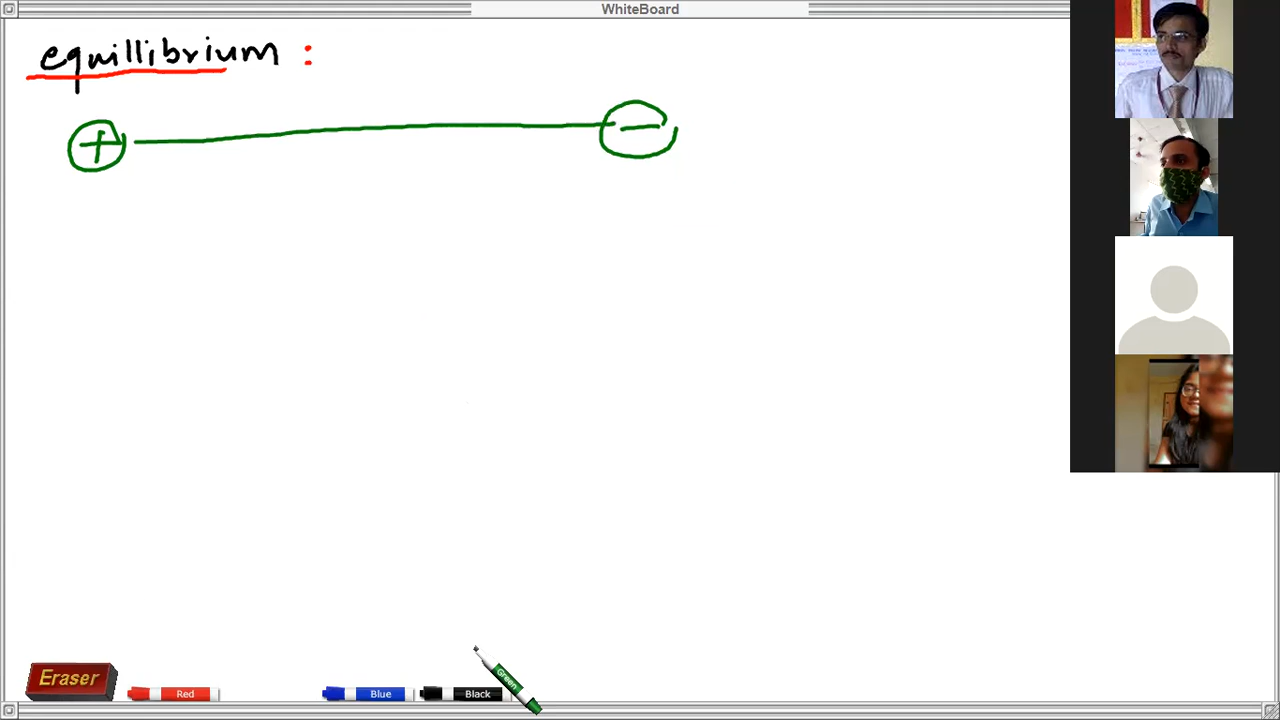 WhiteBoard
equillibrium :
+ −
Eraser
Red
Blue
Black
Green